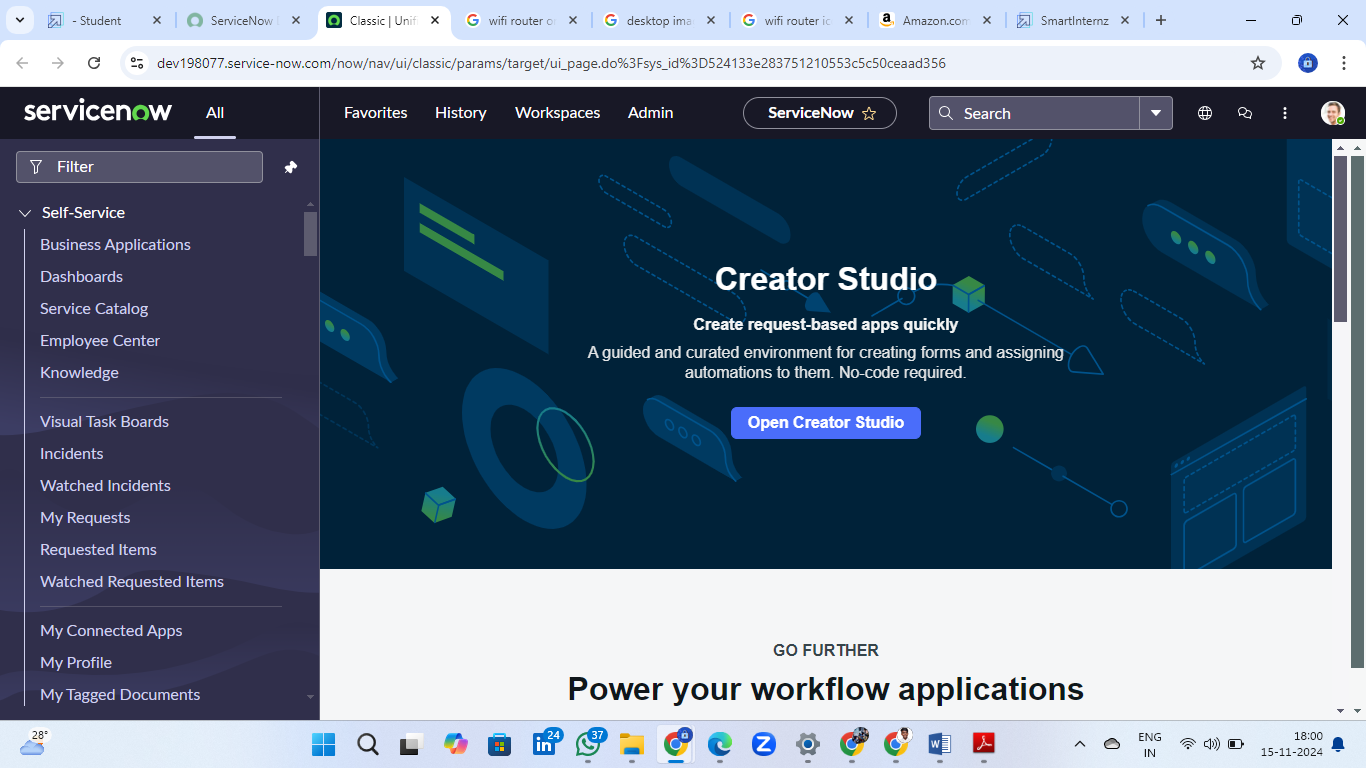 - Student
ServiceNow D
Classic | Unifi
wifi router o
desktop ima
wifi router ic
Amazon.com
SmartInternz
dev198077.service-now.com/now/nav/ui/classic/params/target/ui_page.do%3Fsys_id%3D524133e283751210553c5c50ceaad356
servicenow
All
Favorites
History
Workspaces
Admin
ServiceNow
Search
Filter
Self-Service
Business Applications
Dashboards
Service Catalog
Employee Center
Knowledge
Visual Task Boards
Incidents
Watched Incidents
My Requests
Requested Items
Watched Requested Items
My Connected Apps
My Profile
My Tagged Documents
Creator Studio
Create request-based apps quickly
A guided and curated environment for creating forms and assigning
automations to them. No-code required.
Open Creator Studio
GO FURTHER
Power your workflow applications
28°
24
37
ENG
IN
18:00
15-11-2024